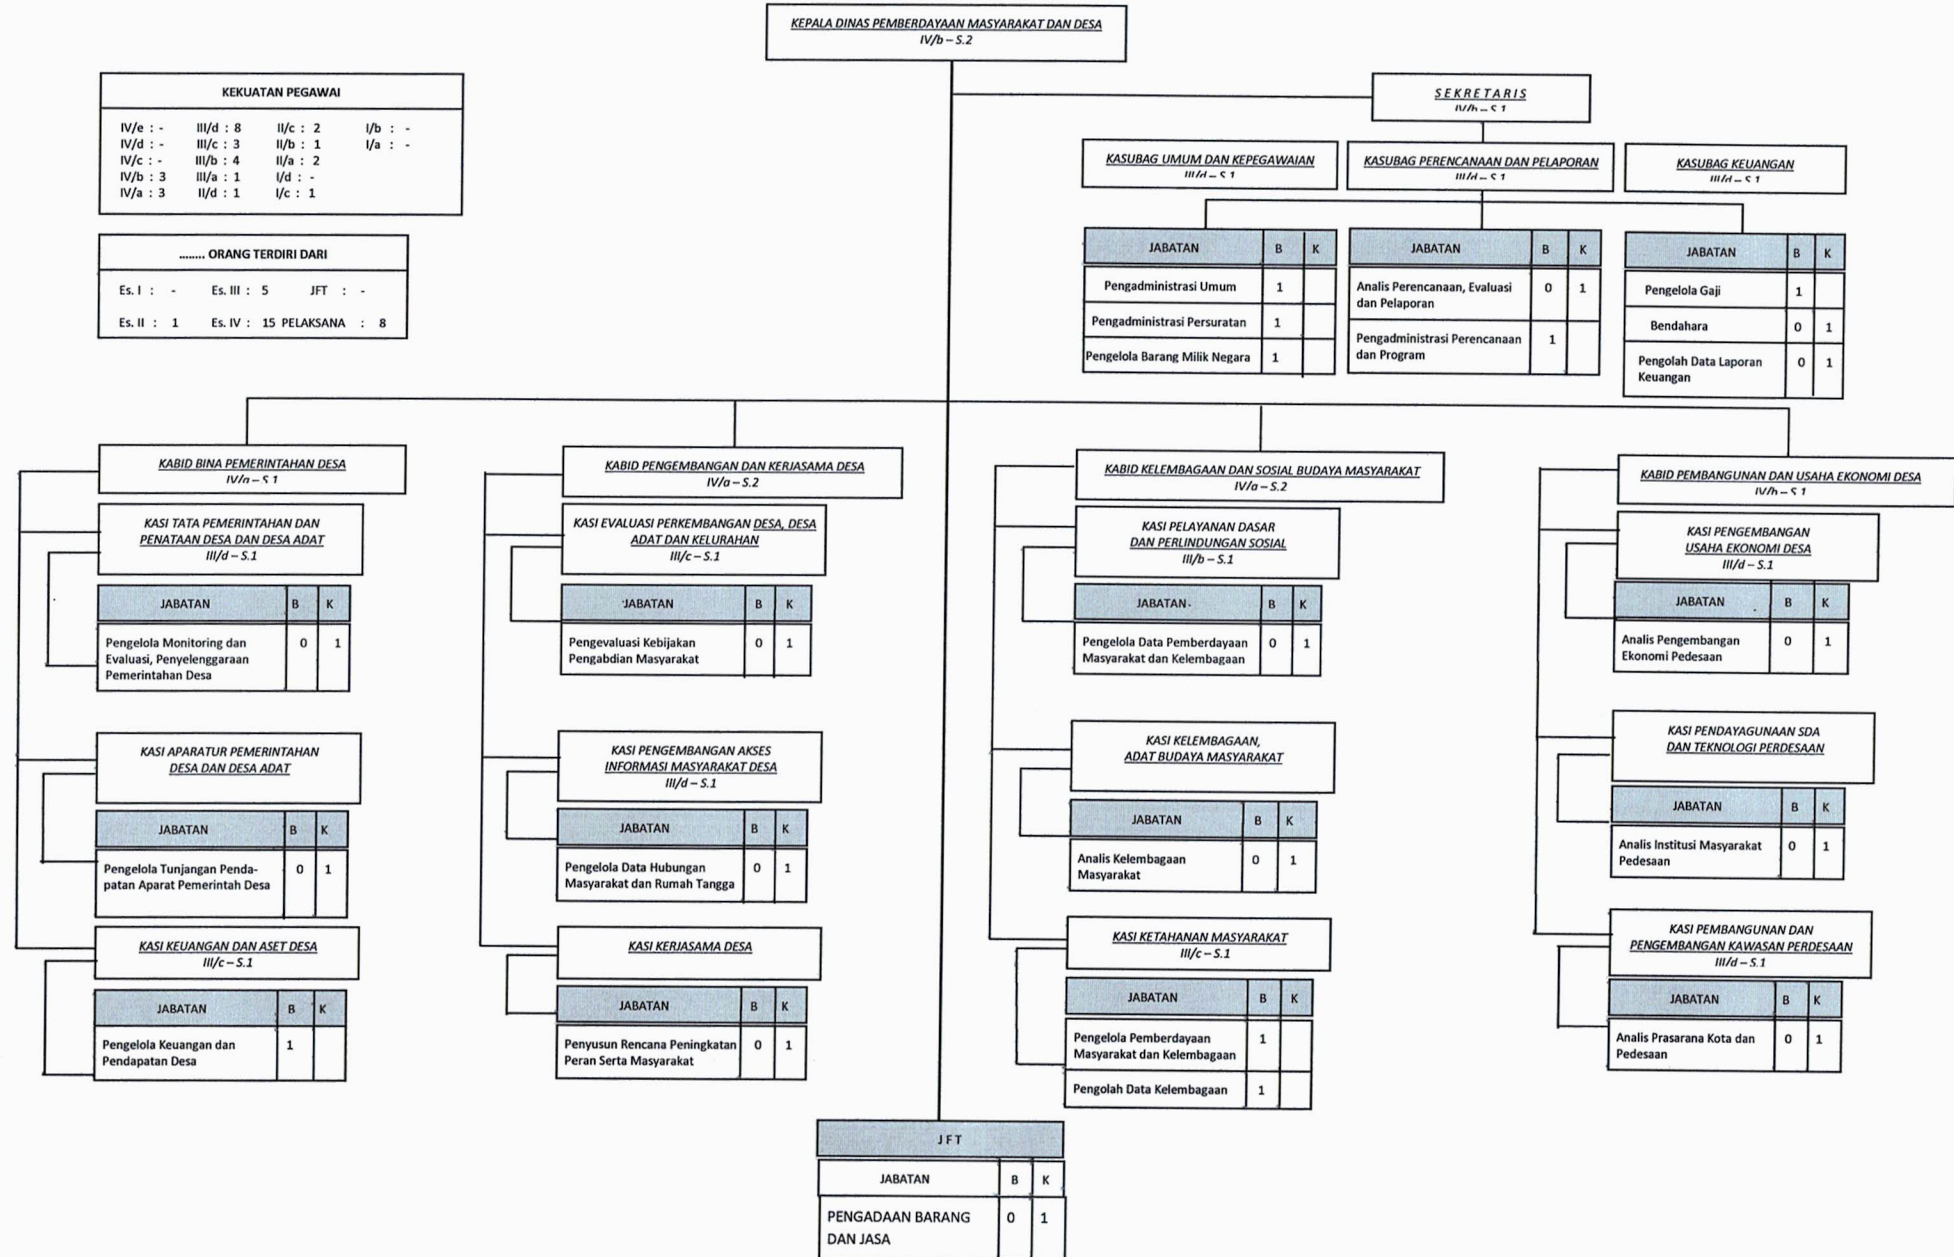 KEPALA DINAS PEMBERDAYAAN MASYARAKAT DAN DESA
IV/b – S.2
KEKUATAN PEGAWAI
IV/e : - III/d : 8 II/c : 2 I/b : -
IV/d : - III/c : 3 II/b : 1 I/a : -
IV/c : - III/b : 4 II/a : 2
IV/b : 3 III/a : 1 I/d : -
IV/a : 3 II/d : 1 I/c : 1
........ ORANG TERDIRI DARI
Es. I : - Es. III : 5 JFT : -
Es. II : 1 Es. IV : 15 PELAKSANA : 8
SEKRETARIS
IV/b – S.1
KASUBAG UMUM DAN KEPEGAWAIAN
III/d – S.1
JABATAN B K
Pengadministrasi Umum 1
Pengadministrasi Persuratan 1
Pengelola Barang Milik Negara 1
KASUBAG PERENCANAAN DAN PELAPORAN
III/d – S.1
JABATAN B K
Analis Perencanaan, Evaluasi 0 1
dan Pelaporan
Pengadministrasi Perencanaan 1
dan Program
KASUBAG KEUANGAN
III/d – S.1
JABATAN B K
Pengelola Gaji 1
Bendahara 0 1
Pengolah Data Laporan 0 1
Keuangan
KABID BINA PEMERINTAHAN DESA
IV/a – S.1
KASI TATA PEMERINTAHAN DAN
PENATAAN DESA DAN DESA ADAT
III/d – S.1
JABATAN B K
Pengelola Monitoring dan 0 1
Evaluasi, Penyelenggaraan
Pemerintahan Desa
KASI APARATUR PEMERINTAHAN
DESA DAN DESA ADAT
JABATAN B K
Pengelola Tunjangan Penda- 0 1
patan Aparat Pemerintah Desa
KASI KEUANGAN DAN ASET DESA
III/c – S.1
JABATAN B K
Pengelola Keuangan dan 1
Pendapatan Desa
KABID PENGEMBANGAN DAN KERJASAMA DESA
IV/a – S.2
KASI EVALUASI PERKEMBANGAN DESA, DESA
ADAT DAN KELURAHAN
III/c – S.1
JABATAN B K
Pengevaluasi Kebijakan 0 1
Pengabdian Masyarakat
KASI PENGEMBANGAN AKSES
INFORMASI MASYARAKAT DESA
III/d – S.1
JABATAN B K
Pengelola Data Hubungan 0 1
Masyarakat dan Rumah Tangga
KASI KERJASAMA DESA
JABATAN B K
Penyusun Rencana Peningkatan 0 1
Peran Serta Masyarakat
KABID KELEMBAGAAN DAN SOSIAL BUDAYA MASYARAKAT
IV/a – S.2
KASI PELAYANAN DASAR
DAN PERLINDUNGAN SOSIAL
III/b – S.1
JABATAN B K
Pengelola Data Pemberdayaan 0 1
Masyarakat dan Kelembagaan
KASI KELEMBAGAAN,
ADAT BUDAYA MASYARAKAT
JABATAN B K
Analis Kelembagaan 0 1
Masyarakat
KASI KETAHANAN MASYARAKAT
III/c – S.1
JABATAN B K
Pengelola Pemberdayaan 1
Masyarakat dan Kelembagaan
Pengolah Data Kelembagaan 1
KABID PEMBANGUNAN DAN USAHA EKONOMI DESA
IV/b – S.1
KASI PENGEMBANGAN
USAHA EKONOMI DESA
III/d – S.1
JABATAN B K
Analis Pengembangan 0 1
Ekonomi Pedesaan
KASI PENDAYAGUNAAN SDA
DAN TEKNOLOGI PERDESAAN
JABATAN B K
Analis Institusi Masyarakat 0 1
Pedesaan
KASI PEMBANGUNAN DAN
PENGEMBANGAN KAWASAN PERDESAAN
III/d – S.1
JABATAN B K
Analis Prasarana Kota dan 0 1
Pedesaan
JFT
JABATAN B K
PENGADAAN BARANG 0 1
DAN JASA